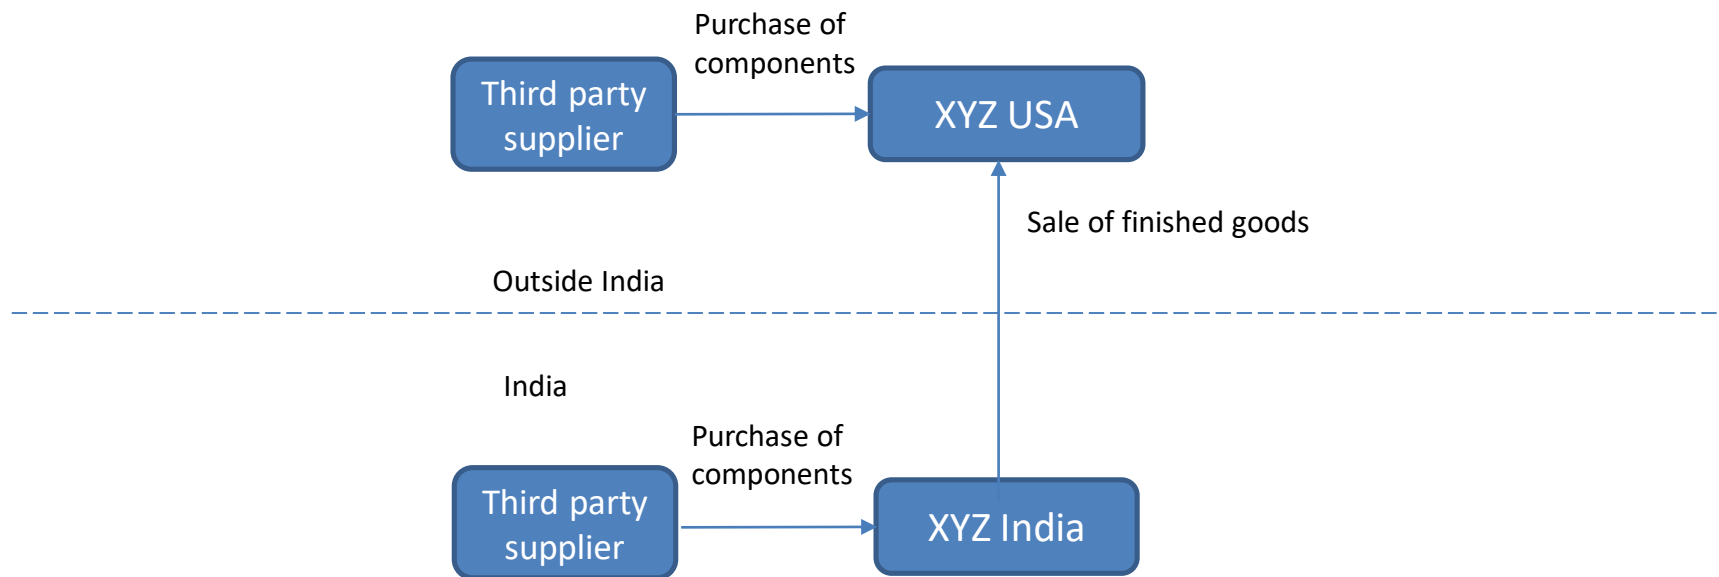 Purchase of
components
Third party
supplier
XYZ USA
Sale of finished goods
Outside India
India
Purchase of
components
Third party
supplier
XYZ India